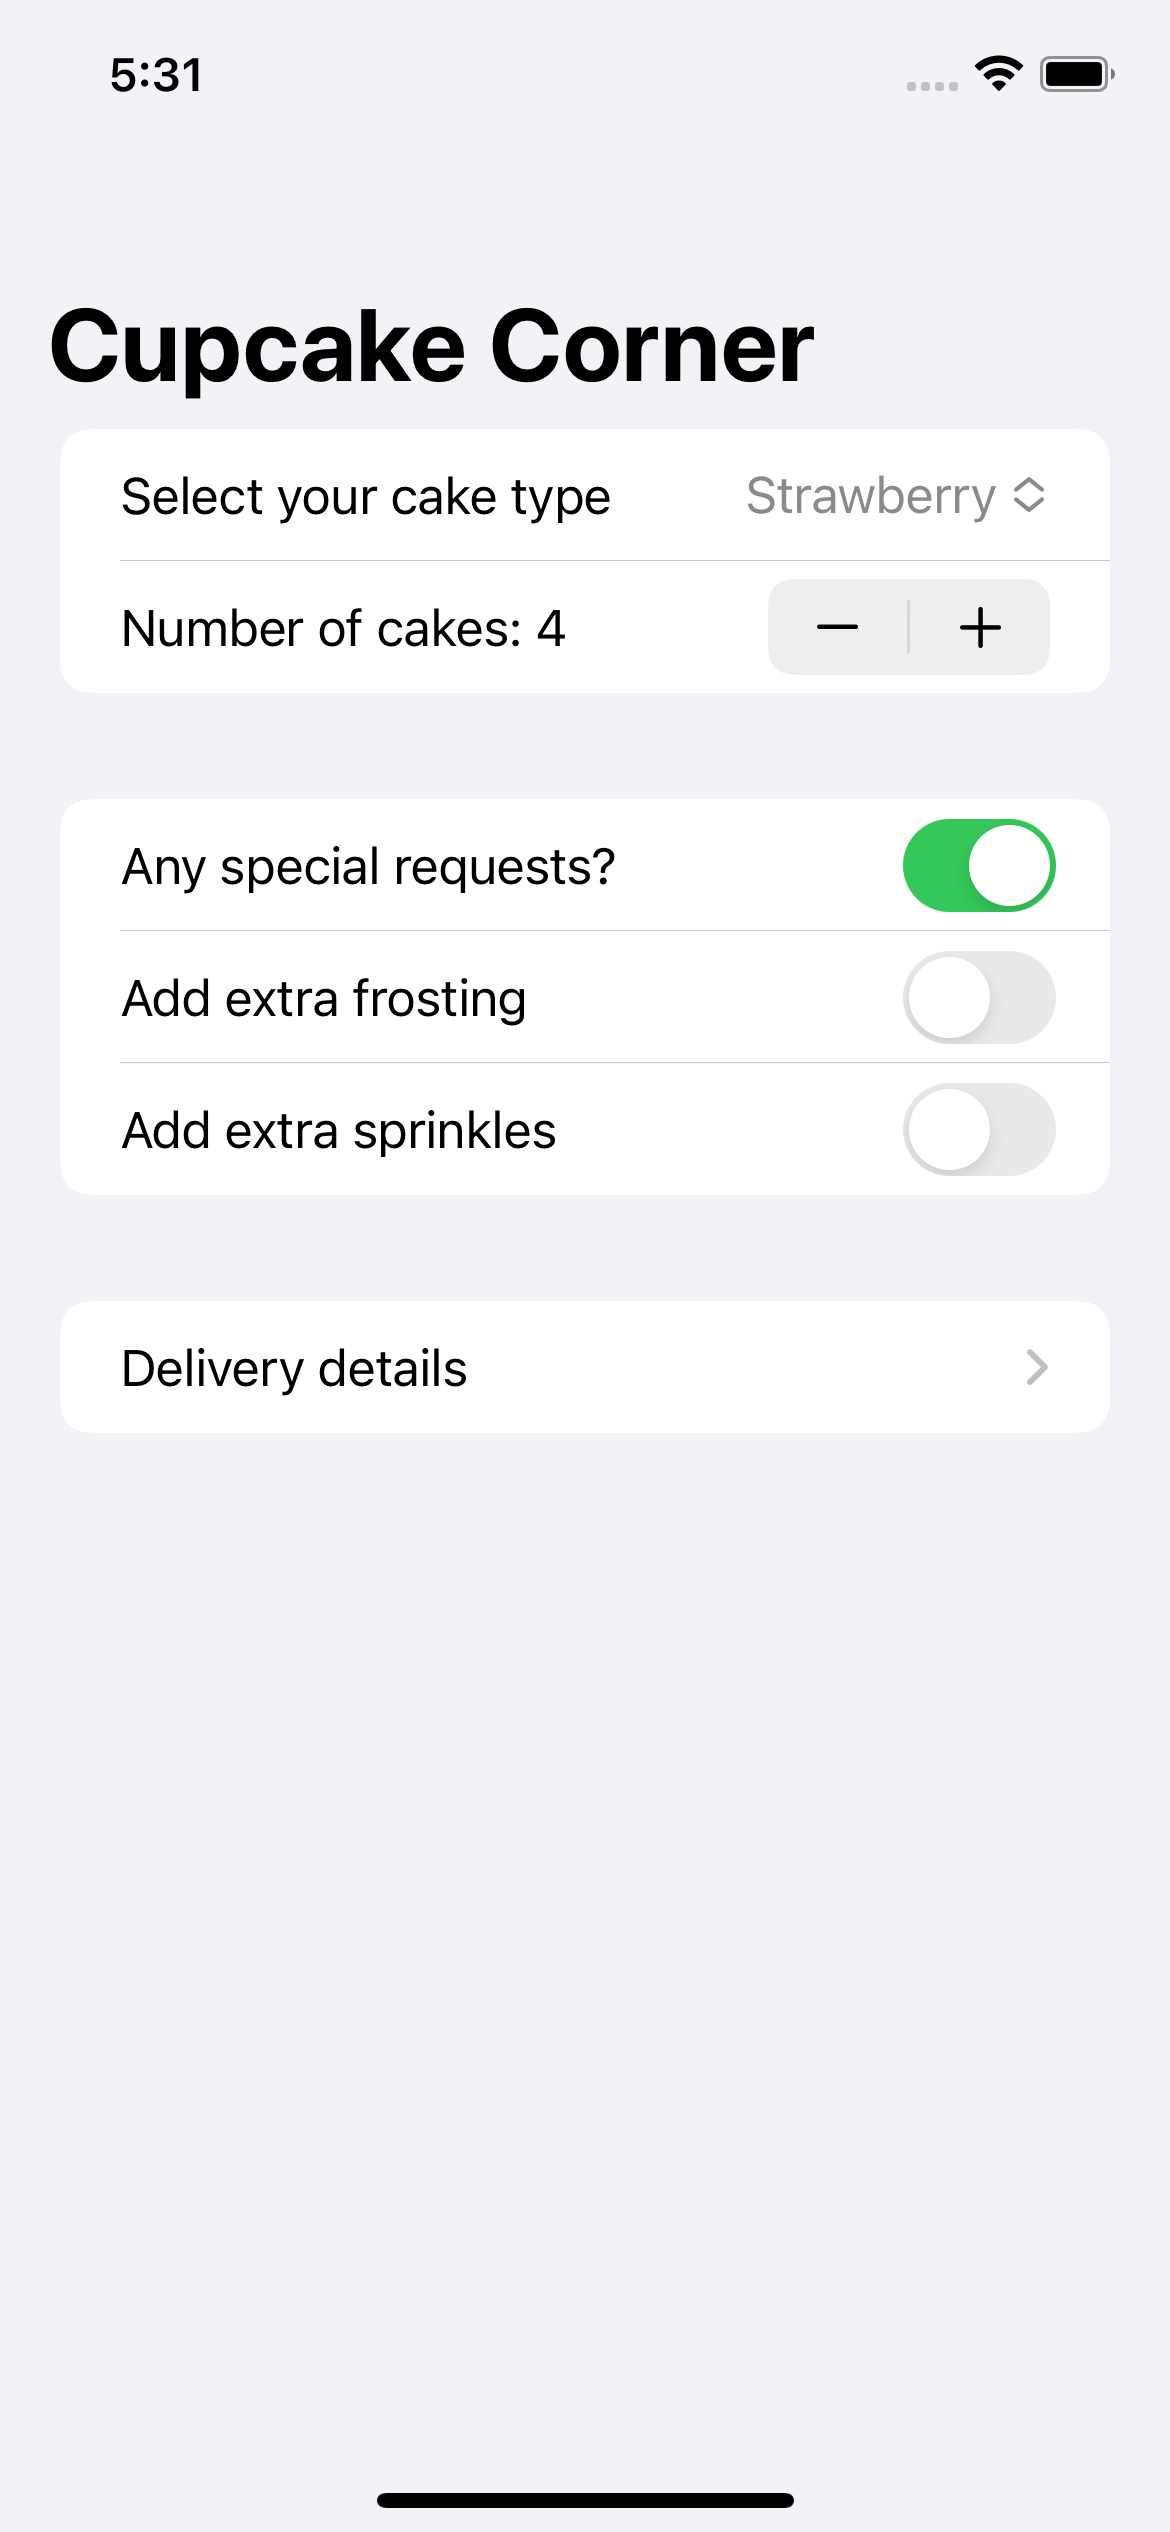 5:31
Cupcake Corner
Select your cake type Strawberry
Number of cakes: 4
Any special requests?
Add extra frosting
Add extra sprinkles
Delivery details